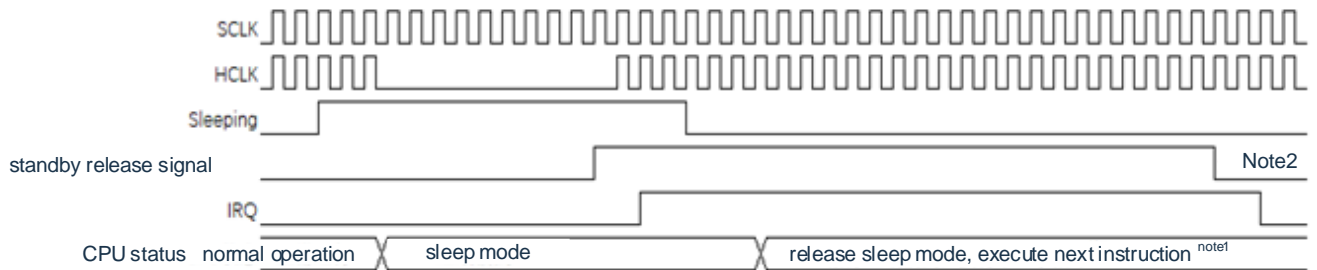 SCLK
HCLK
Sleeping
standby release signal Note2
IRQ
CPU status normal operation sleep mode release sleep mode, execute next instruction note1